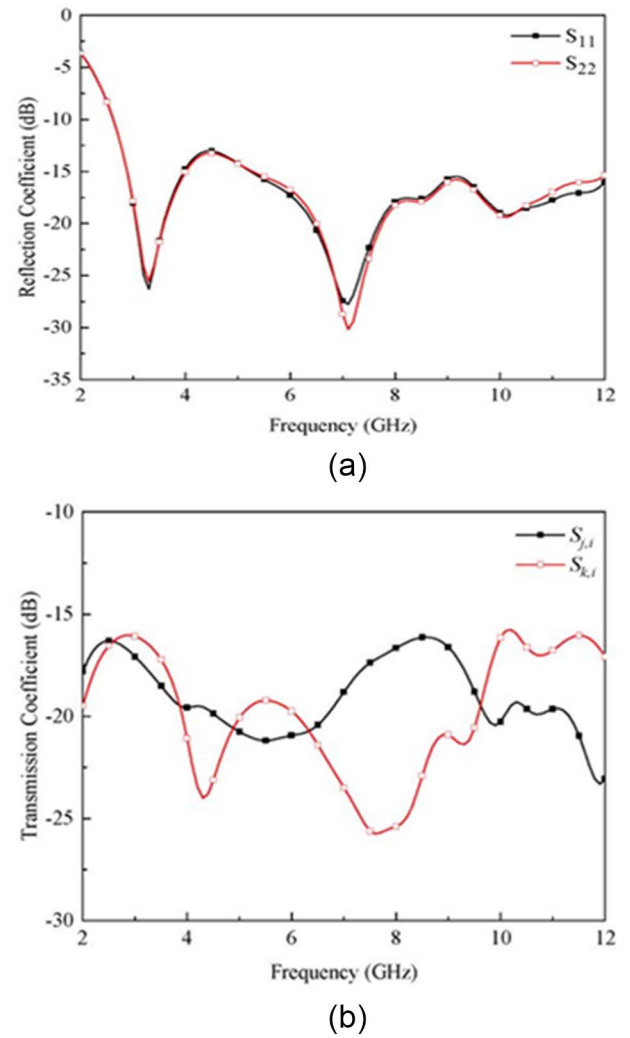 0
-5
-10
-15
-20
-25
-30
-35
Reflection Coefficient (dB)
S11
S22
2 4 6 8 10 12
Frequency (GHz)
(a)
-10
-15
-20
-25
-30
Transmission Coefficient (dB)
Sj,i
Sk,i
2 4 6 8 10 12
Frequency (GHz)
(b)